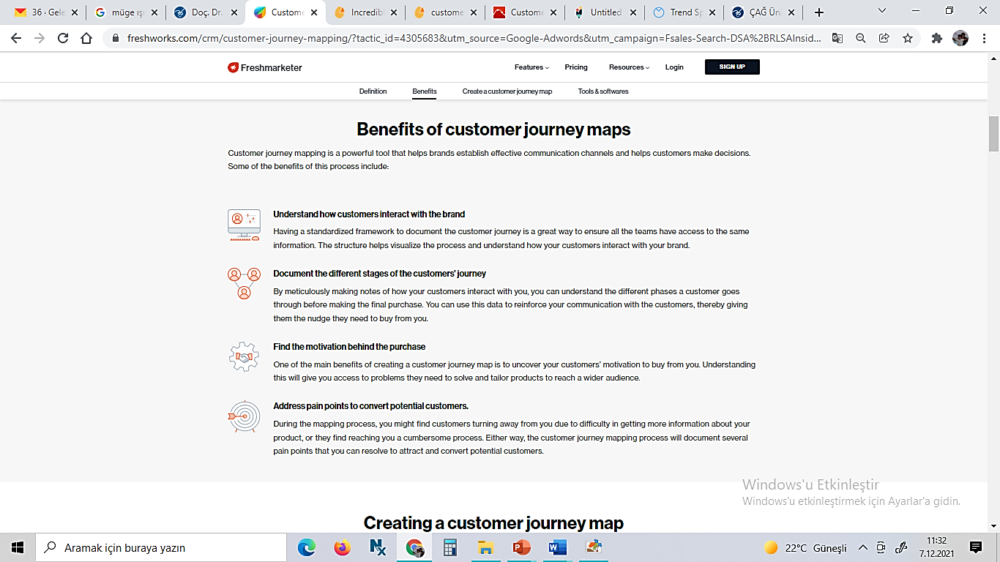 36 · Gele
müge ışı
Doç. Dr.
Custome
Incredibl
custome
Custome
Untitled
Trend Sp
ÇAĞ Üni
freshworks.com/crm/customer-journey-mapping/?tactic_id=4305683&utm_source=Google-Adwords&utm_campaign=Fsales-Search-DSA%2BRLSAInsid...
Freshmarketer
Features
Pricing
Resources
Login
SIGN UP
Definition
Benefits
Create a customer journey map
Tools & softwares
Benefits of customer journey maps
Customer journey mapping is a powerful tool that helps brands establish effective communication channels and helps customers make decisions.
Some of the benefits of this process include:
Understand how customers interact with the brand
Having a standardized framework to document the customer journey is a great way to ensure all the teams have access to the same
information. The structure helps visualize the process and understand how your customers interact with your brand.
Document the different stages of the customers' journey
By meticulously making notes of how your customers interact with you, you can understand the different phases a customer goes
through before making the final purchase. You can use this data to reinforce your communication with the customers, thereby giving
them the nudge they need to buy from you.
Find the motivation behind the purchase
One of the main benefits of creating a customer journey map is to uncover your customers' motivation to buy from you. Understanding
this will give you access to problems they need to solve and tailor products to reach a wider audience.
Address pain points to convert potential customers.
During the mapping process, you might find customers turning away from you due to difficulty in getting more information about your
product, or they find reaching you a cumbersome process. Either way, the customer journey mapping process will document several
pain points that you can resolve to attract and convert potential customers.
Windows'u Etkinleştir
Windows'u etkinleştirmek için Ayarlar'a gidin.
Creating a customer journey map
Aramak için buraya yazın
22°C Güneşli
11:32
7.12.2021